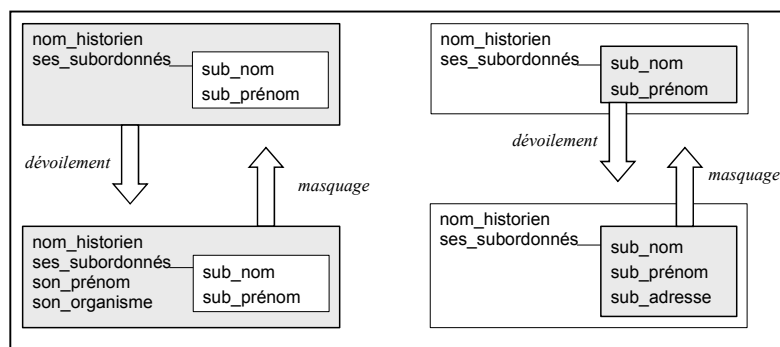 nom_historien
ses_subordonnés
sub_nom
sub_prénom
dévoilement
masquage
nom_historien
ses_subordonnés
son_prénom
son_organisme
sub_nom
sub_prénom
nom_historien
ses_subordonnés
sub_nom
sub_prénom
dévoilement
masquage
nom_historien
ses_subordonnés
sub_nom
sub_prénom
sub_adresse